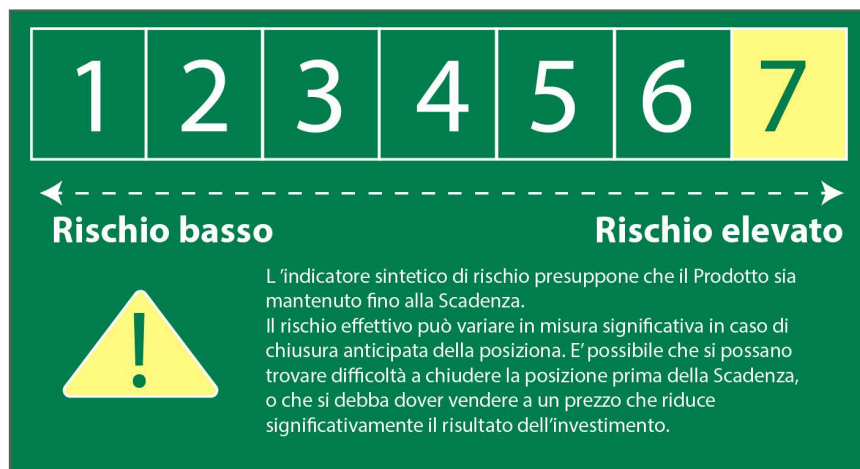 1 2 3 4 5 6 7
Rischio basso Rischio elevato
L ’indicatore sintetico di rischio presuppone che il Prodotto sia
mantenuto fino alla Scadenza.
Il rischio effettivo può variare in misura significativa in caso di
chiusura anticipata della posiziona. E’ possibile che si possano
trovare difficoltà a chiudere la posizione prima della Scadenza,
o che si debba dover vendere a un prezzo che riduce
significativamente il risultato dell’investimento.
!